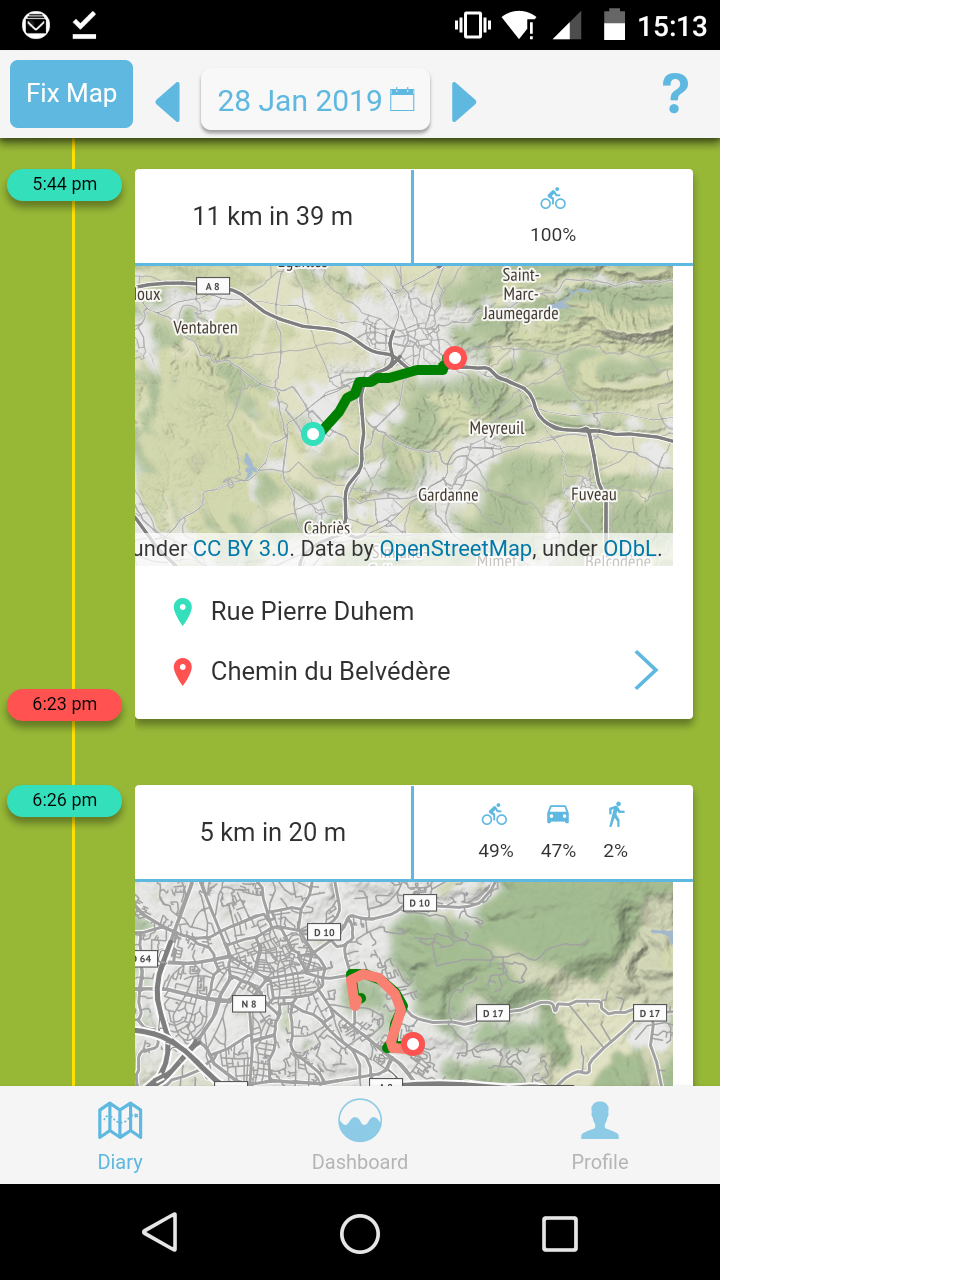 15:13
Fix Map
28 Jan 2019
?
5:44 pm
11 km in 39 m
100%
Saint-
Marc-
Jaumegarde
A 8
Ventabren
Meyreuil
Gardanne
Fuveau
Cabriès
under CC BY 3.0. Data by OpenStreetMap, under ODbL.
Mimet
Belcodène
Rue Pierre Duhem
Chemin du Belvédère
6:23 pm
6:26 pm
5 km in 20 m
49% 47% 2%
D 10
D 10
64
N 8
D 17
D 17
Diary
Dashboard
Profile